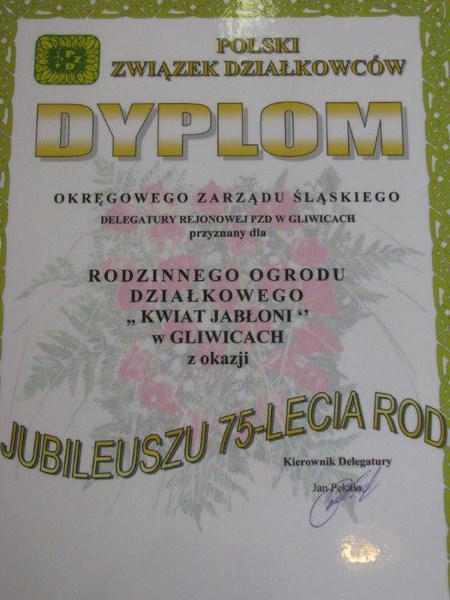 POLSKI
ZWIĄZEK DZIAŁKOWCÓW
DYPLOM
OKRĘGOWEGO ZARZĄDU ŚLĄSKIEGO
DELEGATURY REJONOWEJ PZD W GLIWICACH
przyznany dla
RODZINNEGO OGRODU
DZIAŁKOWEGO
„ KWIAT JABŁONI ‘’
w GLIWICACH
z okazji
JUBILEUSZU 75-LECIA ROD
Kierownik Delegatury
Jan Pękala